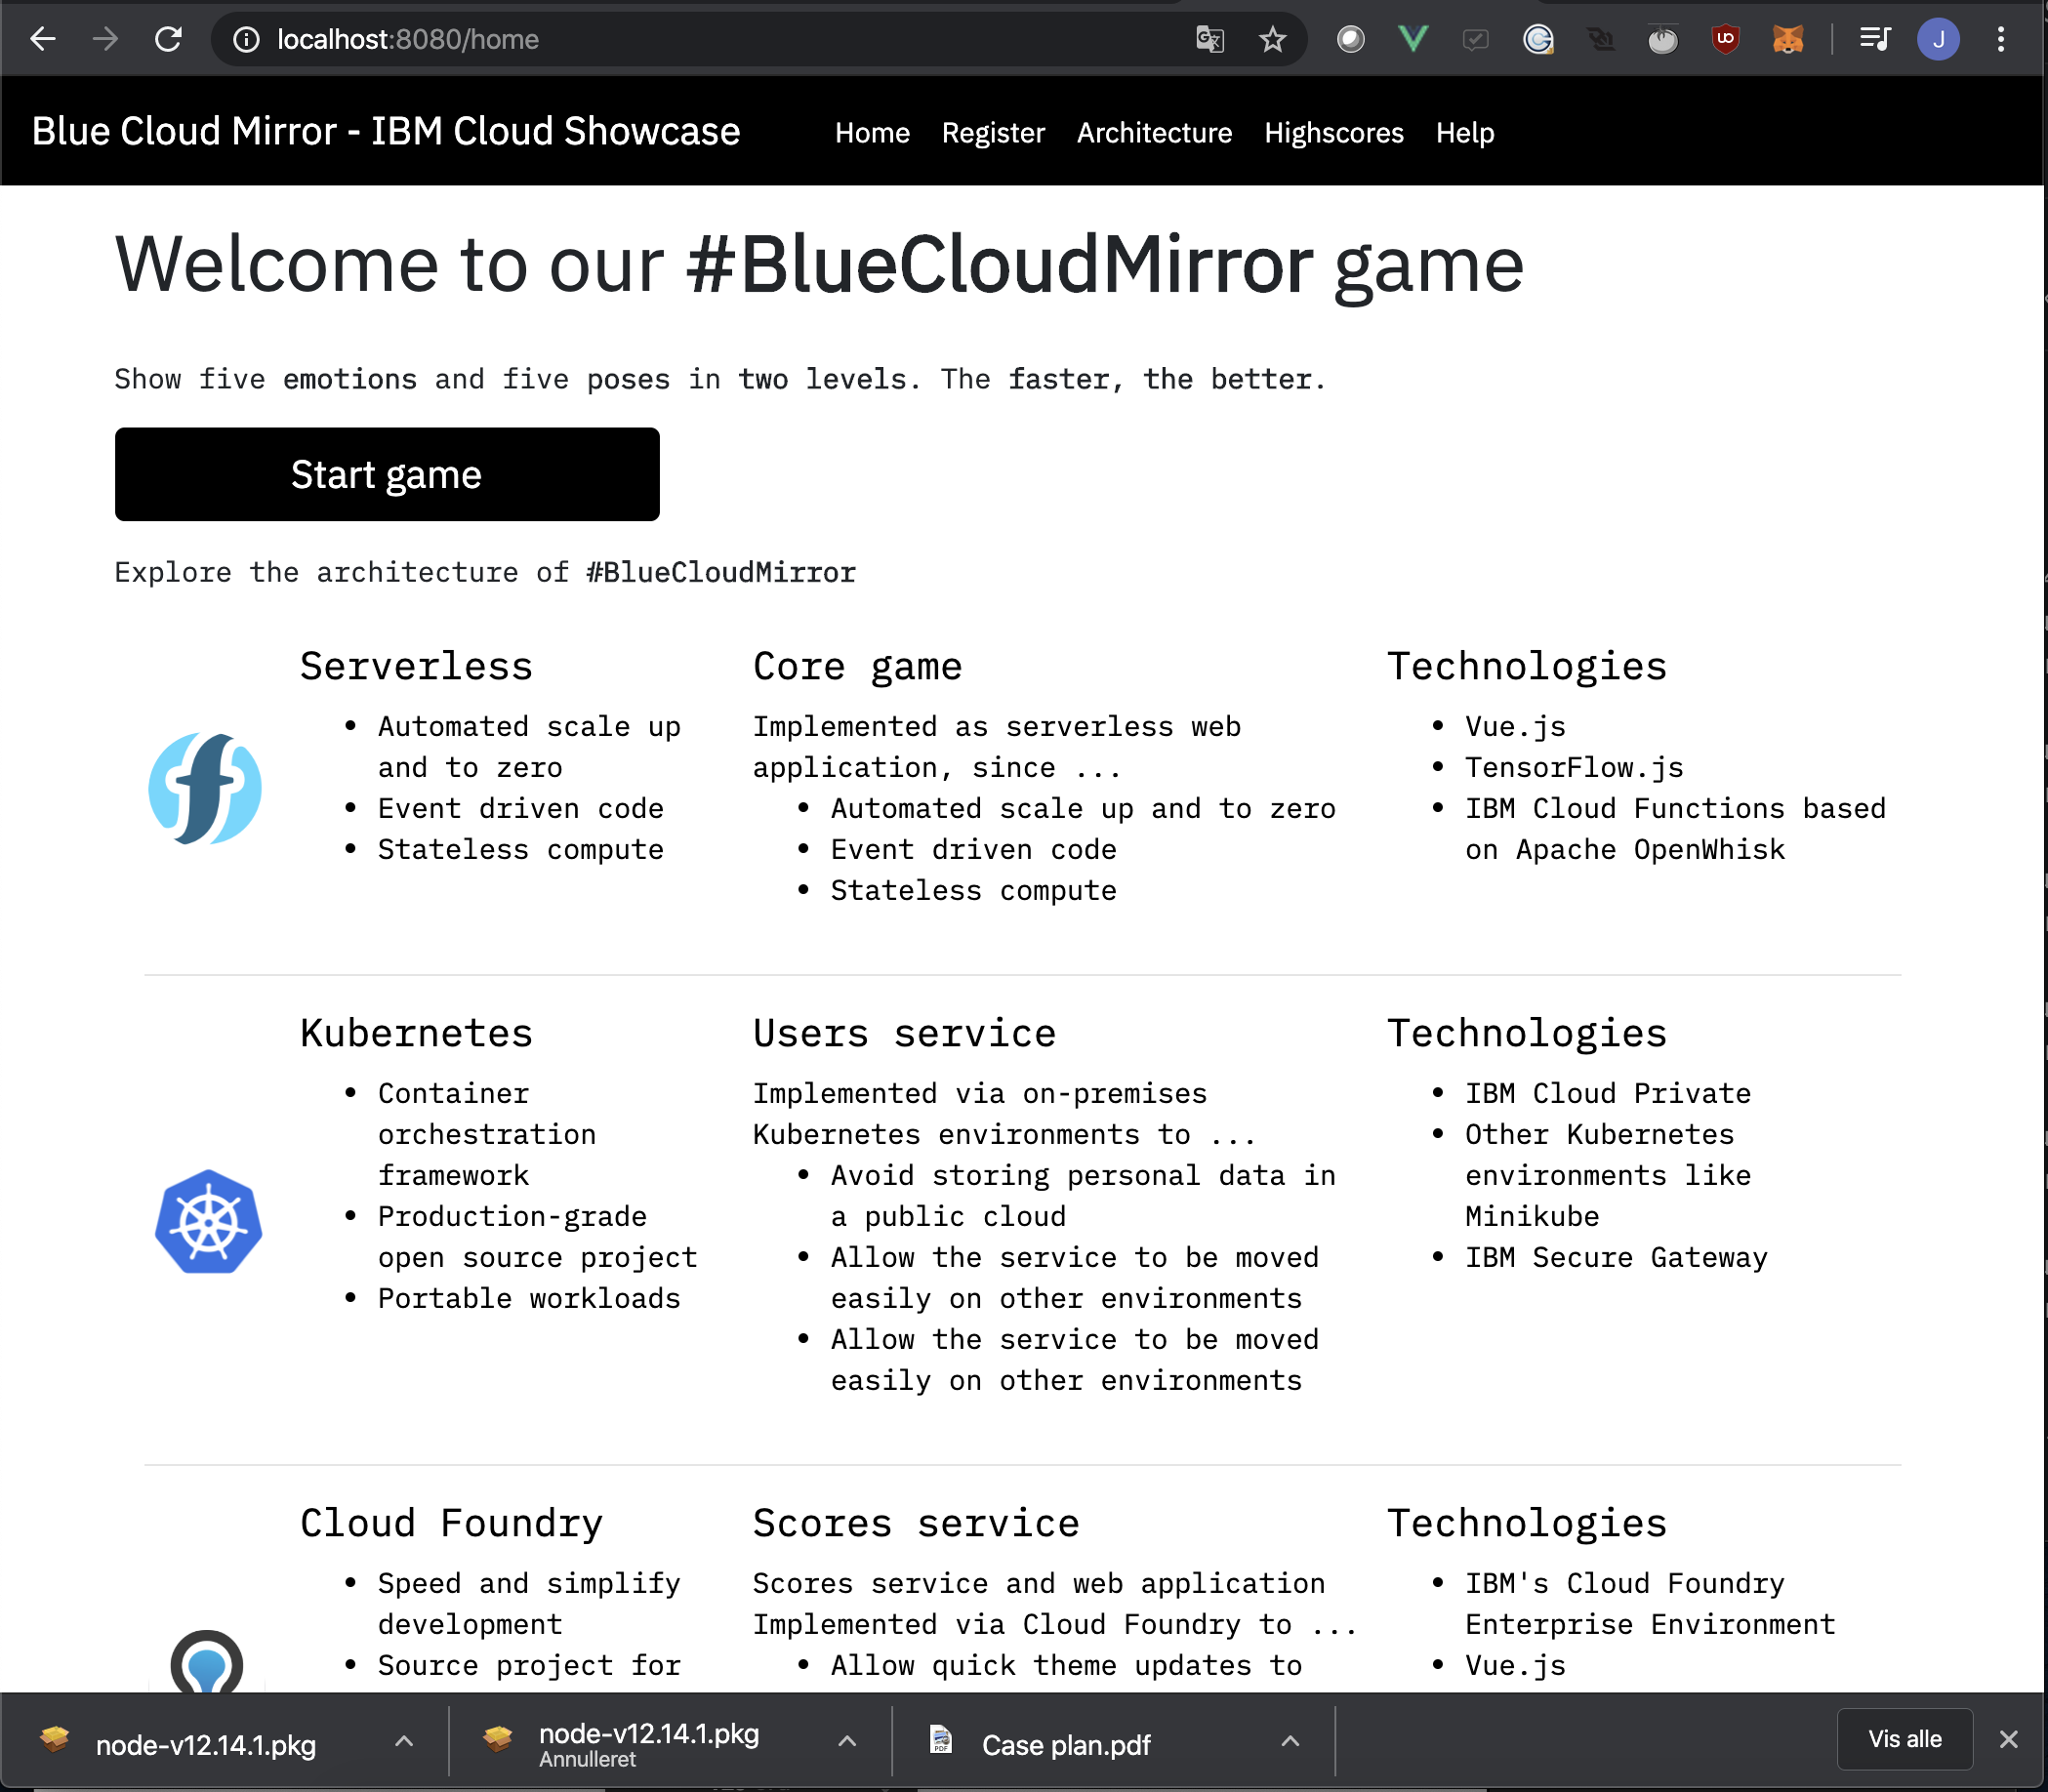 localhost:8080/home
J
Blue Cloud Mirror - IBM Cloud Showcase
Home Register Architecture Highscores Help
Welcome to our #BlueCloudMirror game
Show five emotions and five poses in two levels. The faster, the better.
Start game
Explore the architecture of #BlueCloudMirror
Serverless
Automated scale up
and to zero
Event driven code
Stateless compute
Core game
Implemented as serverless web
application, since ...
Automated scale up and to zero
Event driven code
Stateless compute
Technologies
Vue.js
TensorFlow.js
IBM Cloud Functions based
on Apache OpenWhisk
Kubernetes
Container
orchestration
framework
Production-grade
open source project
Portable workloads
Users service
Implemented via on-premises
Kubernetes environments to ...
Avoid storing personal data in
a public cloud
Allow the service to be moved
easily on other environments
Allow the service to be moved
easily on other environments
Technologies
IBM Cloud Private
Other Kubernetes
environments like
Minikube
IBM Secure Gateway
Cloud Foundry
Speed and simplify
development
Source project for
Scores service
Scores service and web application
Implemented via Cloud Foundry to ...
Allow quick theme updates to
Technologies
IBM's Cloud Foundry
Enterprise Environment
Vue.js
node-v12.14.1.pkg
node-v12.14.1.pkg
Annulleret
Case plan.pdf
Vis alle